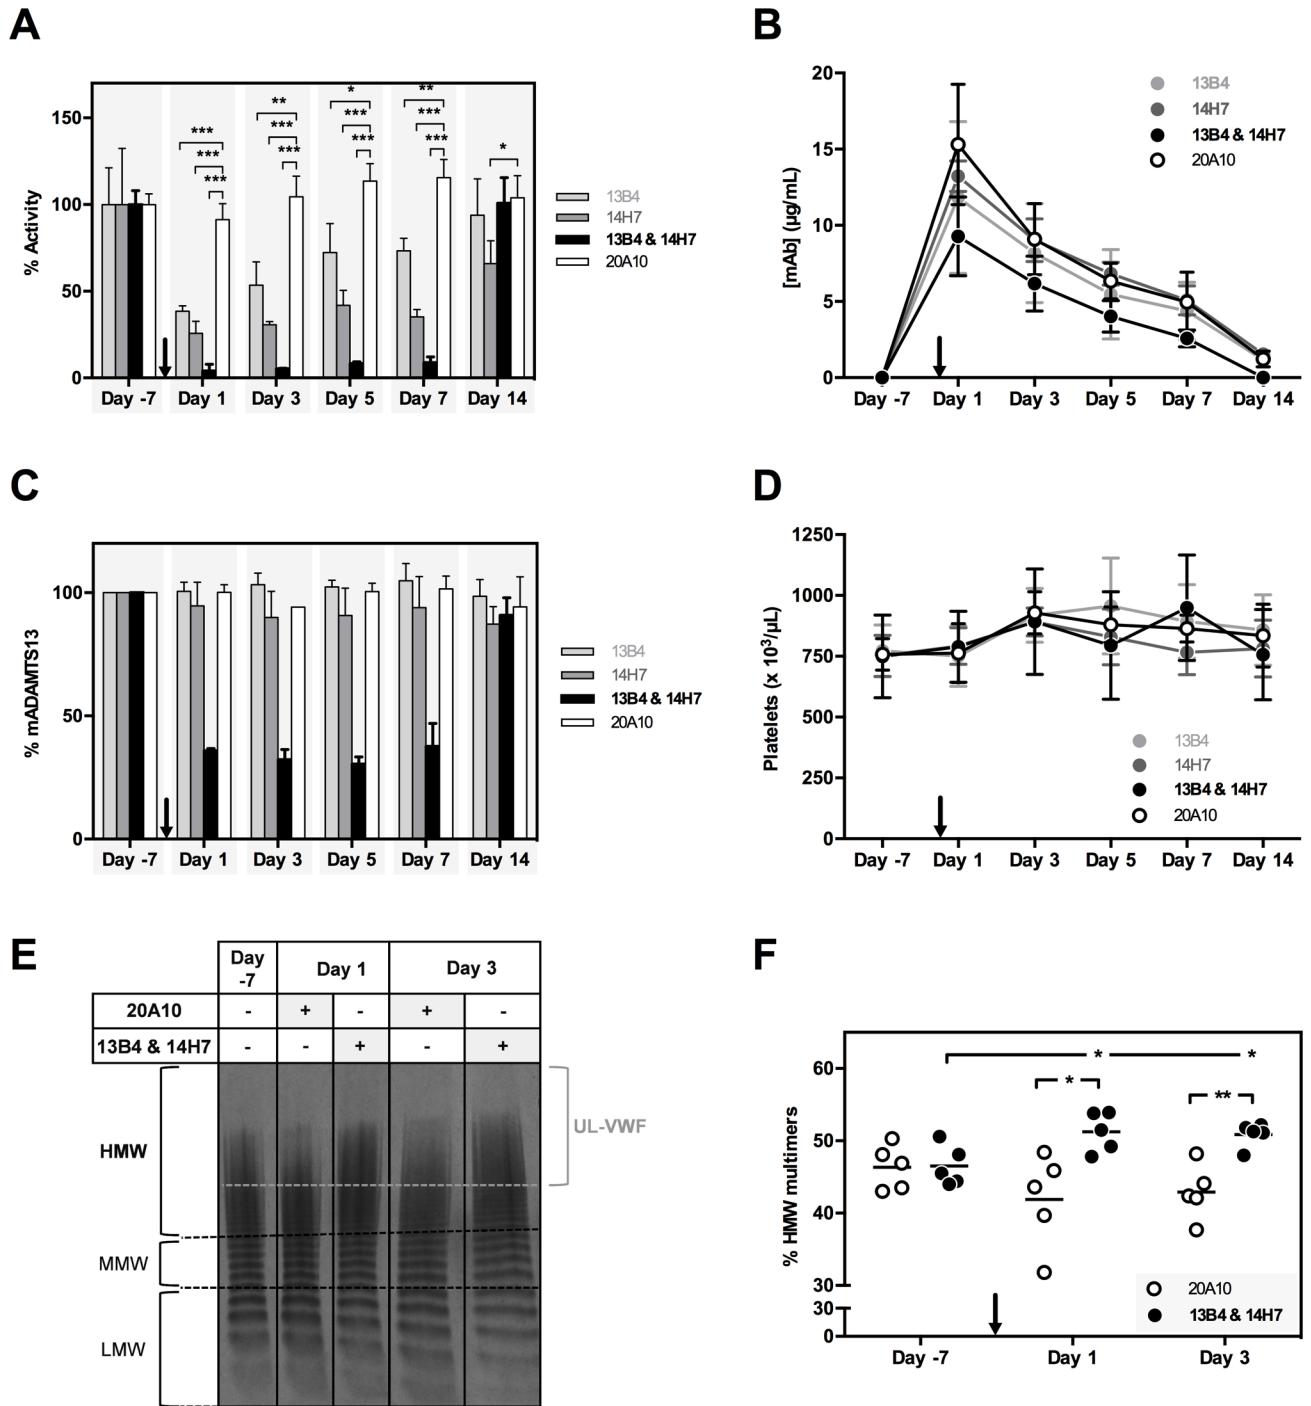 A
150
100
50
0
% Activity
***
***
***
**
***
***
*
***
***
**
***
***
*
Day -7 Day 1 Day 3 Day 5 Day 7 Day 14
13B4
14H7
13B4 & 14H7
20A10
B
20
15
10
5
0
[mAb] (µg/mL)
13B4
14H7
13B4 & 14H7
20A10
Day -7 Day 1 Day 3 Day 5 Day 7 Day 14
C
100
50
0
% mADAMTS13
Day -7 Day 1 Day 3 Day 5 Day 7 Day 14
13B4
14H7
13B4 & 14H7
20A10
D
1250
1000
750
500
250
0
Platelets (x 10³/µL)
13B4
14H7
13B4 & 14H7
20A10
Day -7 Day 1 Day 3 Day 5 Day 7 Day 14
E
Day
-7
Day 1 Day 3
20A10 - + - + -
13B4 & 14H7 - - + - +
HMW
MMW
LMW
UL-VWF
F
60
50
40
30
30
0
% HMW multimers
* *
*
**
20A10
13B4 & 14H7
Day -7 Day 1 Day 3